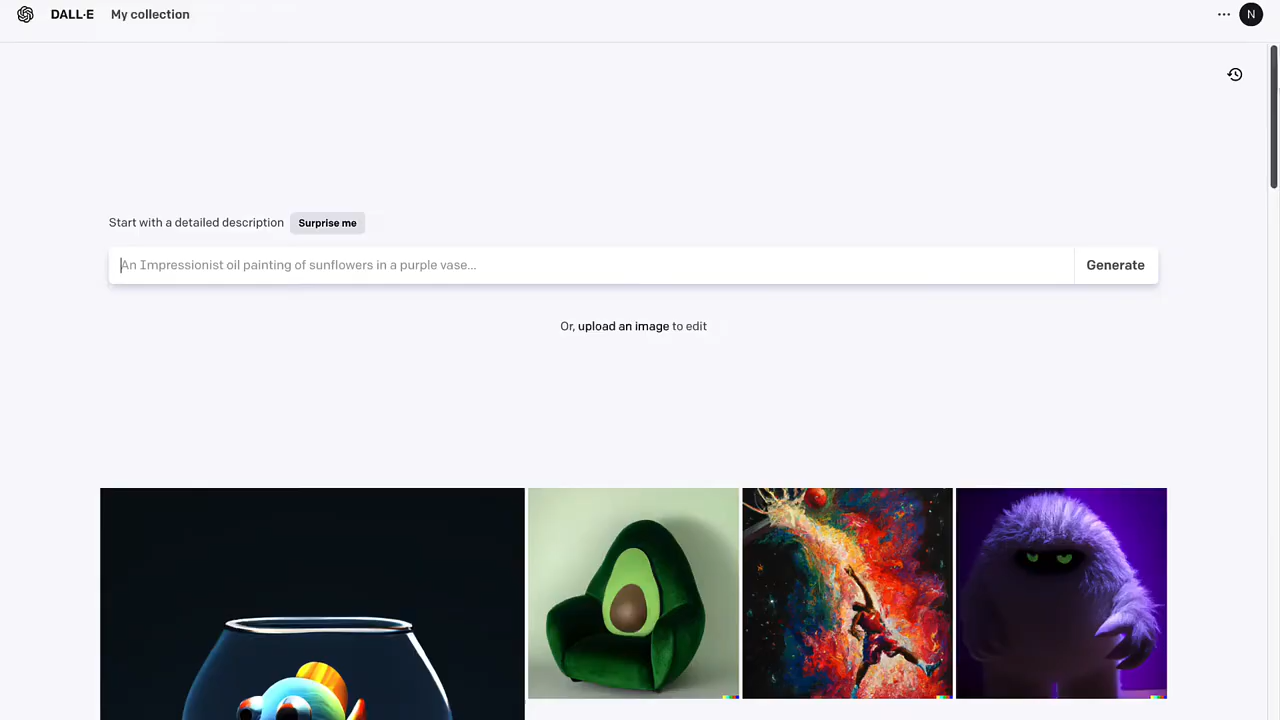 DALL·E My collection ··· N
Start with a detailed description Surprise me
An Impressionist oil painting of sunflowers in a purple vase... Generate
Or, upload an image to edit